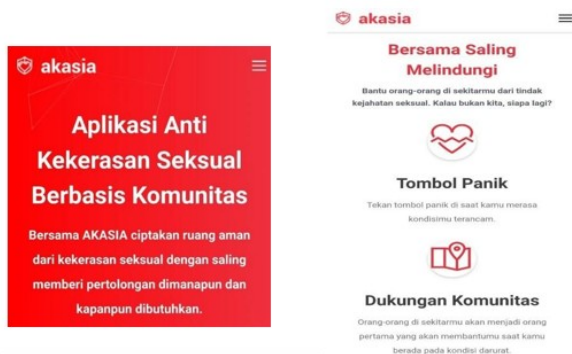 akasia
Aplikasi Anti
Kekerasan Seksual
Berbasis Komunitas
Bersama AKASIA ciptakan ruang aman
dari kekerasan seksual dengan saling
memberi pertolongan dimanapun dan
kapanpun dibutuhkan.
akasia
Bersama Saling
Melindungi
Bantu orang-orang di sekitarmu dari tindak
kejahatan seksual. Kalau bukan kita, siapa lagi?
Tombol Panik
Tekan tombol panik di saat kamu merasa
kondisimu terancam.
Dukungan Komunitas
Orang-orang di sekitarmu akan menjadi orang
pertama yang akan membantumu saat kamu
berada pada kondisi darurat.